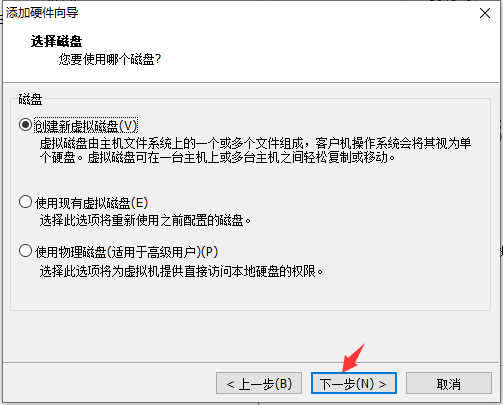 添加硬件向导
选择磁盘
您要使用哪个磁盘?
磁盘
创建新虚拟磁盘(V)
虚拟磁盘由主机文件系统上的一个或多个文件组成，客户机操作系统会将其视为单
个硬盘。虚拟磁盘可在一台主机上或多台主机之间轻松复制或移动。
使用现有虚拟磁盘(E)
选择此选项将重新使用之前配置的磁盘。
使用物理磁盘(适用于高级用户)(P)
选择此选项将为虚拟机提供直接访问本地硬盘的权限。
< 上一步(B)
下一步(N) >
取消